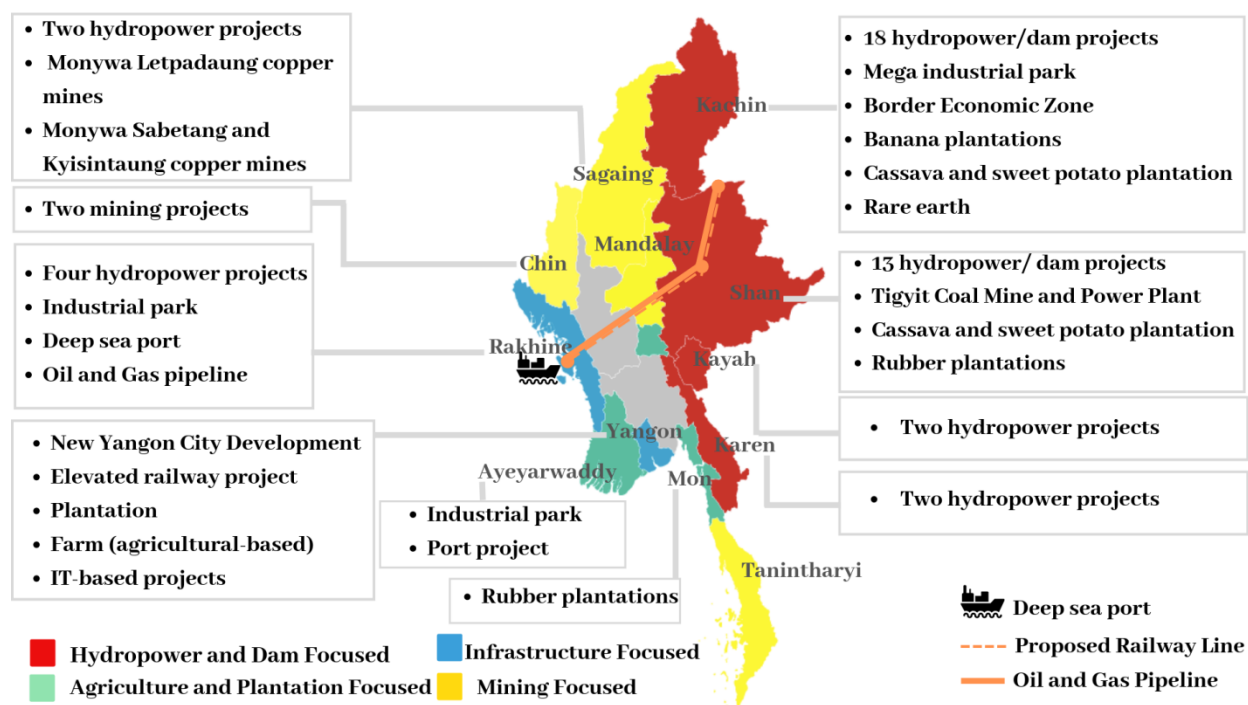 • Two hydropower projects
• Monywa Letpadaung copper
mines
• Monywa Sabetang and
Kyisintaung copper mines
• Two mining projects
• Four hydropower projects
• Industrial park
• Deep sea port
• Oil and Gas pipeline
• New Yangon City Development
• Elevated railway project
• Plantation
• Farm (agricultural-based)
• IT-based projects
• Industrial park
• Port project
• Rubber plantations
Kachin
Sagaing
Mandalay
Chin
Shan
Rakhine
Kayah
Yangon
Karen
Ayeyarwaddy
Mon
Tanintharyi
• 18 hydropower/dam projects
• Mega industrial park
• Border Economic Zone
• Banana plantations
• Cassava and sweet potato plantation
• Rare earth
• 13 hydropower/ dam projects
• Tigyit Coal Mine and Power Plant
• Cassava and sweet potato plantation
• Rubber plantations
• Two hydropower projects
• Two hydropower projects
Hydropower and Dam Focused
Infrastructure Focused
Agriculture and Plantation Focused
Mining Focused
Deep sea port
Proposed Railway Line
Oil and Gas Pipeline